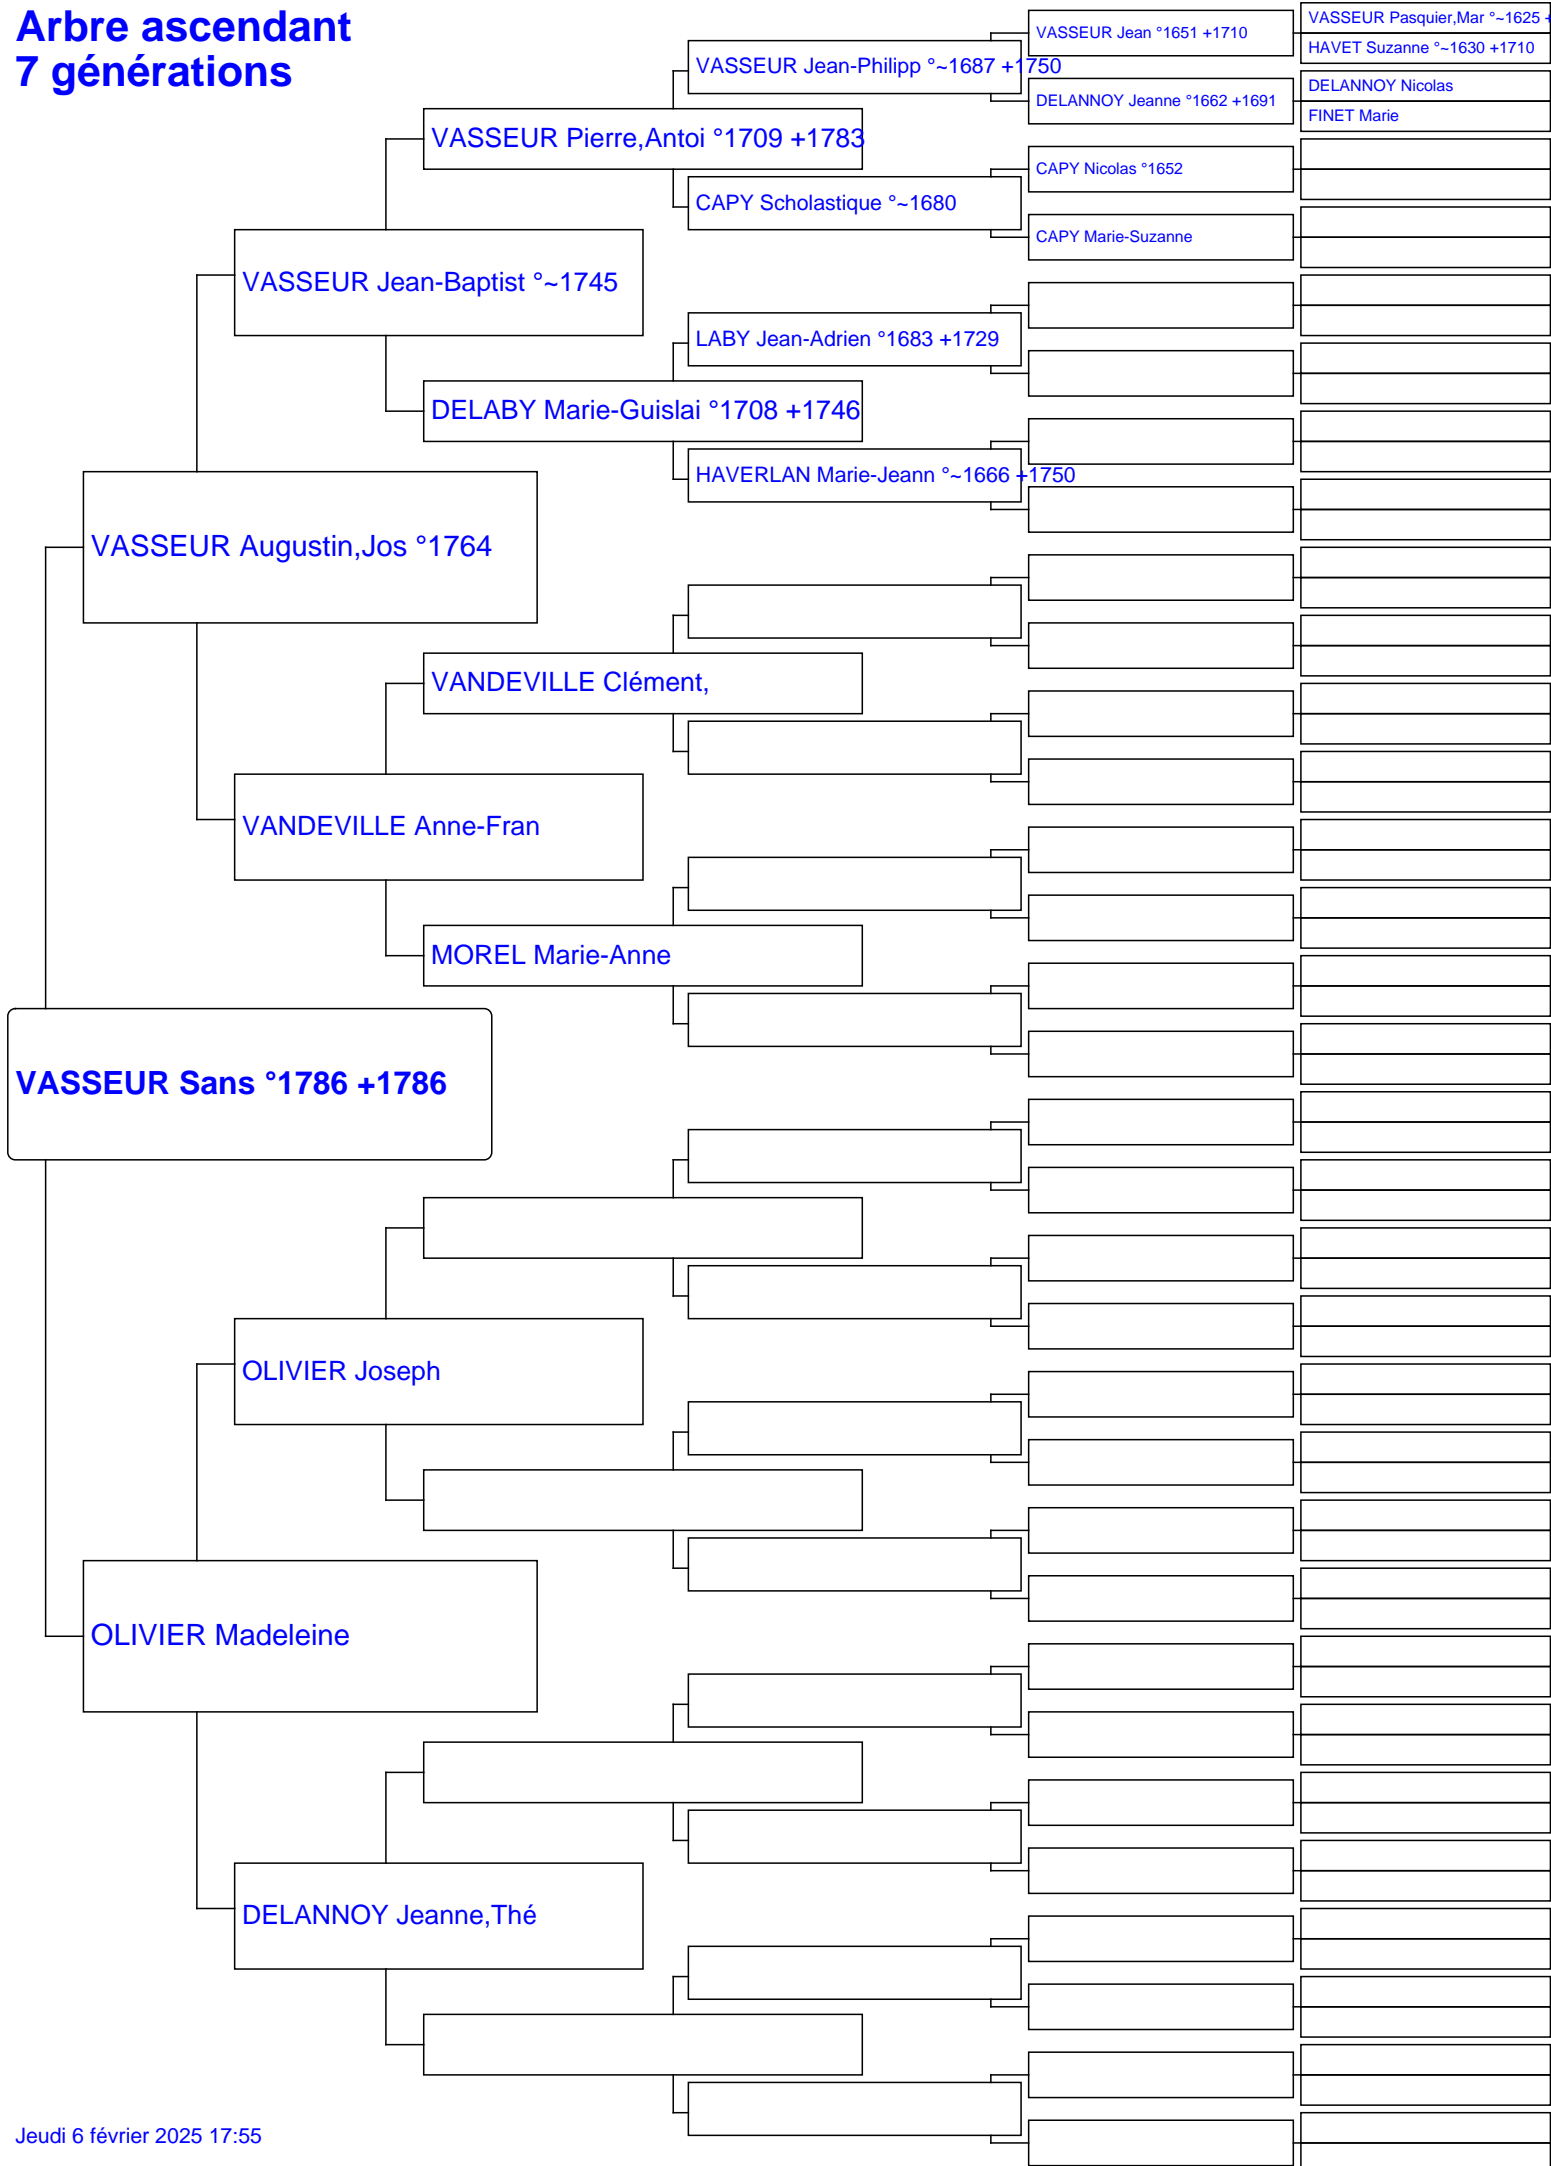 Arbre ascendant
7 générations
VASSEUR Pasquier,Mar °~1625 +
VASSEUR Jean °1651 +1710
HAVET Suzanne °~1630 +1710
VASSEUR Jean-Philipp °~1687 +1750
DELANNOY Nicolas
DELANNOY Jeanne °1662 +1691
FINET Marie
VASSEUR Pierre,Antoi °1709 +1783
CAPY Nicolas °1652
CAPY Scholastique °~1680
CAPY Marie-Suzanne
VASSEUR Jean-Baptist °~1745
LABY Jean-Adrien °1683 +1729
DELABY Marie-Guislai °1708 +1746
HAVERLAN Marie-Jeann °~1666 +1750
VASSEUR Augustin,Jos °1764
VANDEVILLE Clément,
VANDEVILLE Anne-Fran
MOREL Marie-Anne
VASSEUR Sans °1786 +1786
OLIVIER Joseph
OLIVIER Madeleine
DELANNOY Jeanne,Thé
Jeudi 6 février 2025 17:55